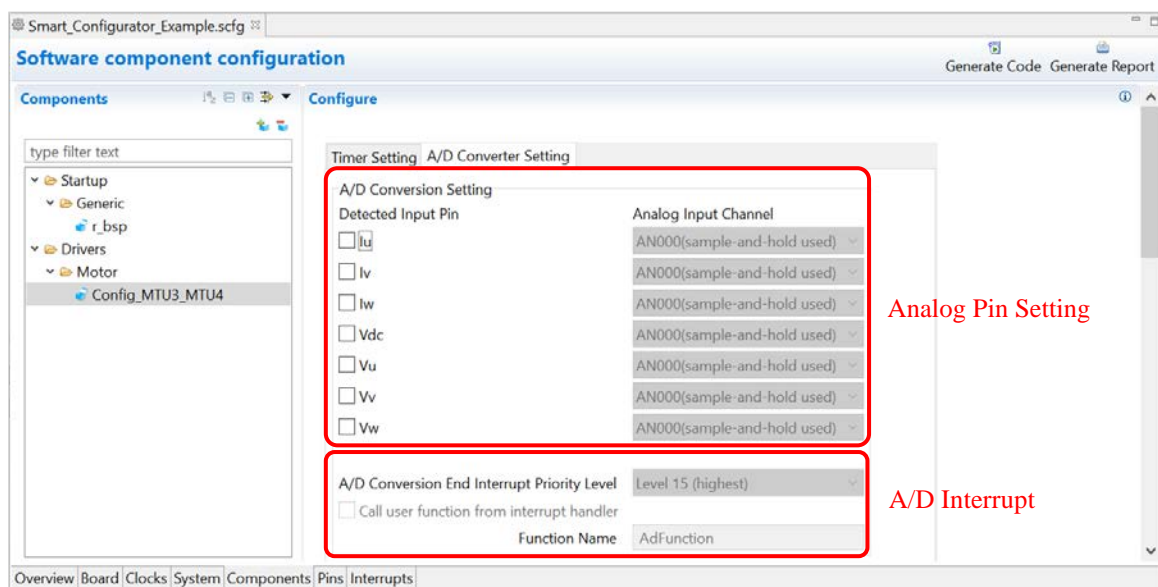 Smart_Configurator_Example.scfg
Software component configuration
Generate Code Generate Report
Components
Configure
type filter text
Startup
Generic
r_bsp
Drivers
Motor
Config_MTU3_MTU4
Timer Setting A/D Converter Setting
A/D Conversion Setting
Detected Input Pin Analog Input Channel
Iu AN000(sample-and-hold used)
Iv AN000(sample-and-hold used)
Iw AN000(sample-and-hold used)
Vdc AN000(sample-and-hold used)
Vu AN000(sample-and-hold used)
Vv AN000(sample-and-hold used)
Vw AN000(sample-and-hold used)
Analog Pin Setting
A/D Conversion End Interrupt Priority Level Level 15 (highest)
Call user function from interrupt handler
Function Name AdFunction
A/D Interrupt
Overview Board Clocks System Components Pins Interrupts